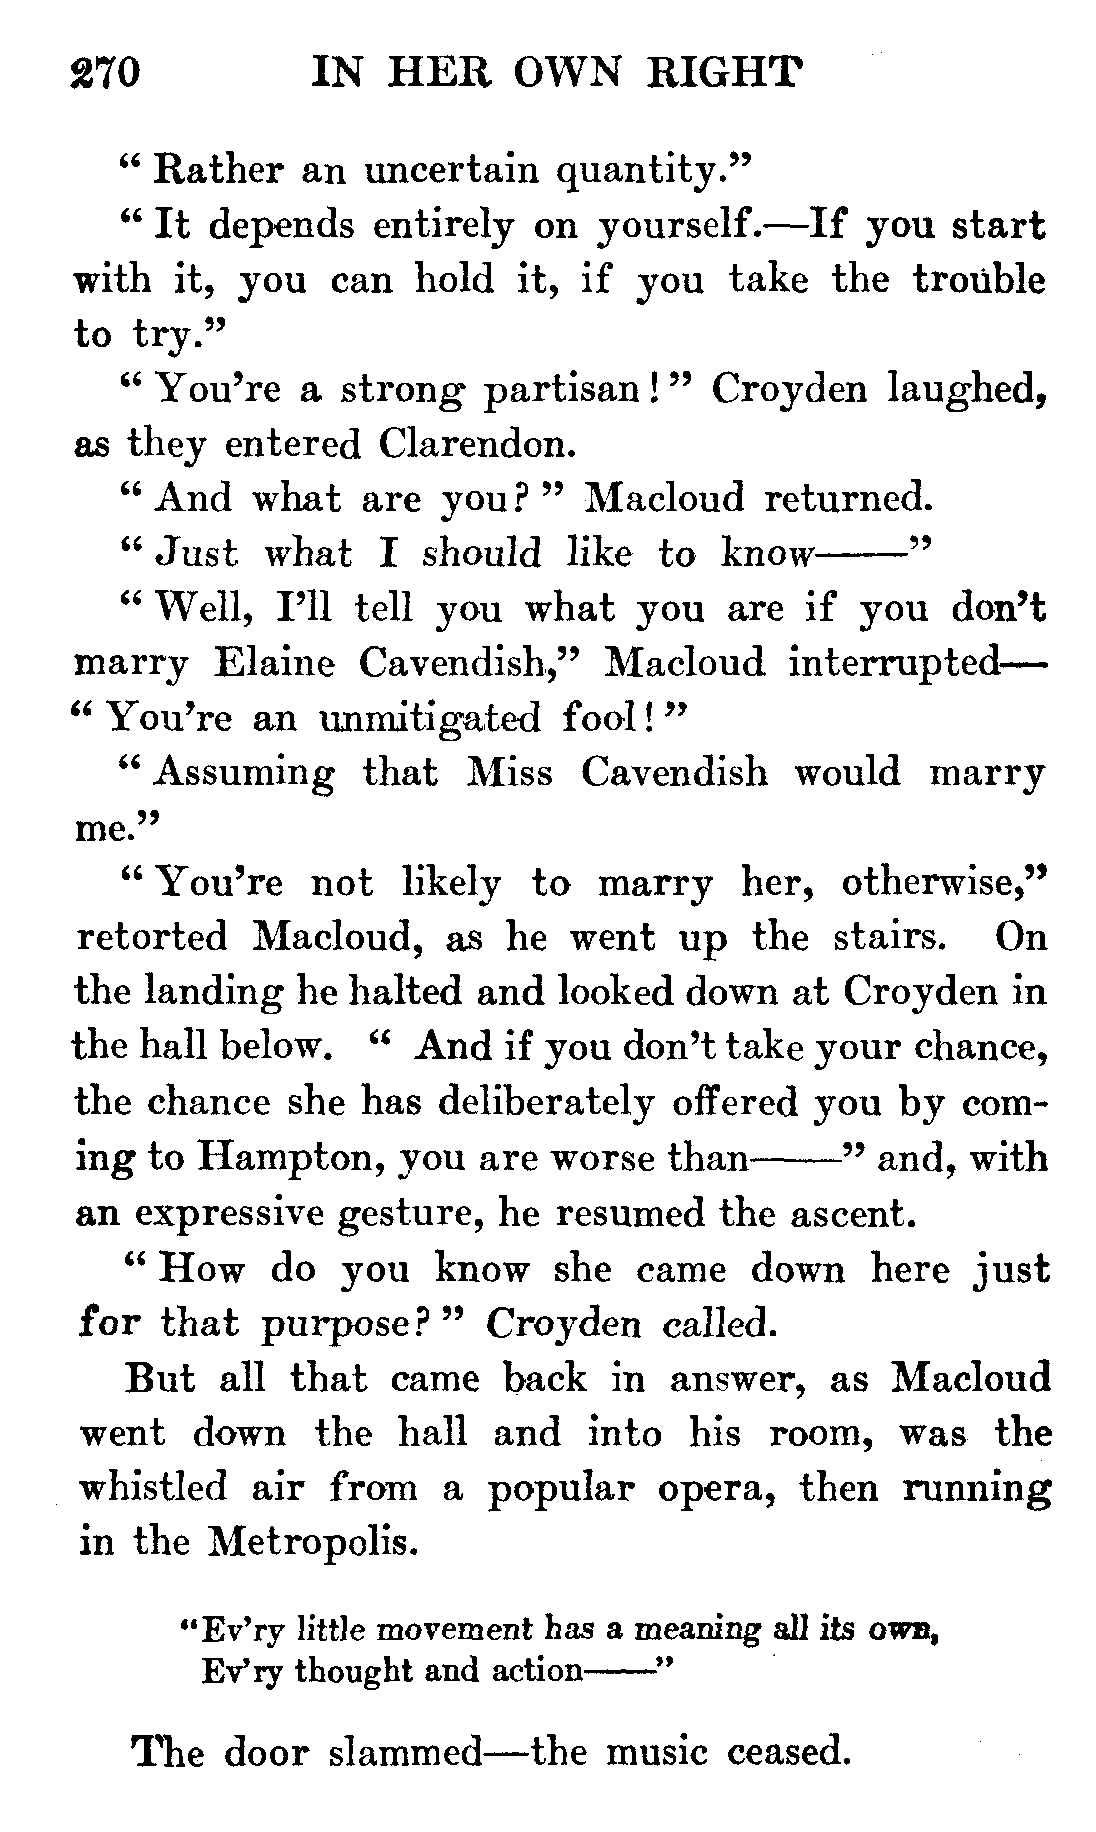 270 IN HER OWN RIGHT
“ Rather an uncertain quantity.”
“ It depends entirely on yourself.—If you start
with it, you can hold it, if you take the trouble
to try.”
“ You’re a strong partisan ! ” Croyden laughed,
as they entered Clarendon.
“ And what are you? ” Macloud returned.
“ Just what I should like to know——”
“ Well, I’ll tell you what you are if you don’t
marry Elaine Cavendish,” Macloud interrupted—
“ You’re an unmitigated fool ! ”
“ Assuming that Miss Cavendish would marry
me.”
“ You’re not likely to marry her, otherwise,”
retorted Macloud, as he went up the stairs. On
the landing he halted and looked down at Croyden in
the hall below. “ And if you don’t take your chance,
the chance she has deliberately offered you by com-
ing to Hampton, you are worse than——” and, with
an expressive gesture, he resumed the ascent.
“ How do you know she came down here just
for that purpose? ” Croyden called.
But all that came back in answer, as Macloud
went down the hall and into his room, was the
whistled air from a popular opera, then running
in the Metropolis.
“Ev’ry little movement has a meaning all its own,
Ev’ry thought and action——”
The door slammed—the music ceased.